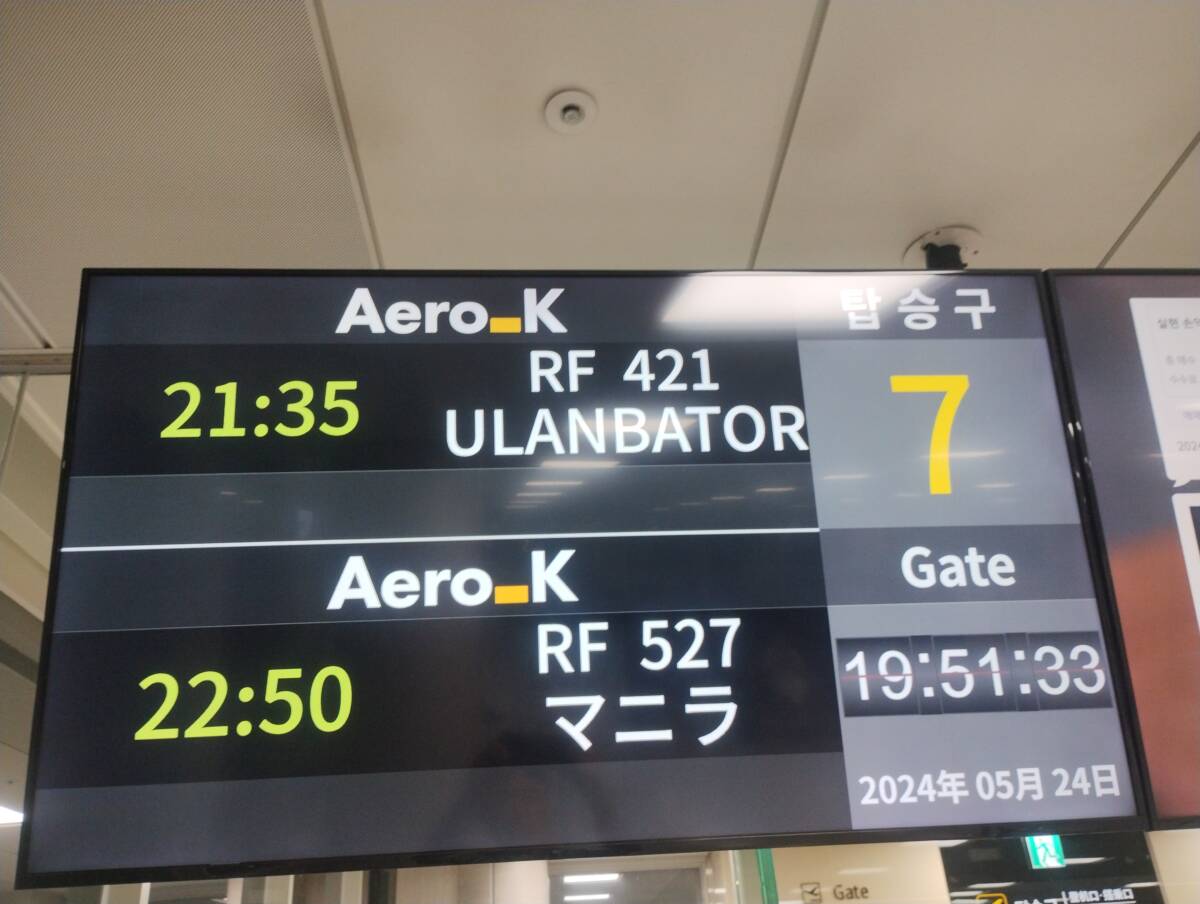 Aero_K
탑승구
21:35
RF 421
ULANBATOR
7
Aero_K
Gate
22:50
RF 527
マニラ
19:51:33
2024年 05月 24日
Gate